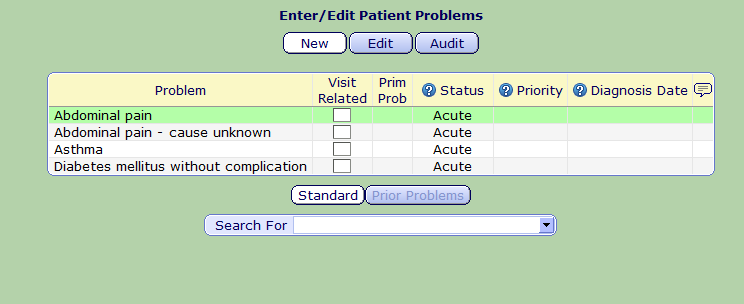 Enter/Edit Patient Problems
New Edit Audit
Problem Visit Related Prim Prob Status Priority Diagnosis Date
Abdominal pain Acute
Abdominal pain - cause unknown Acute
Asthma Acute
Diabetes mellitus without complication Acute
Standard Prior Problems
Search For